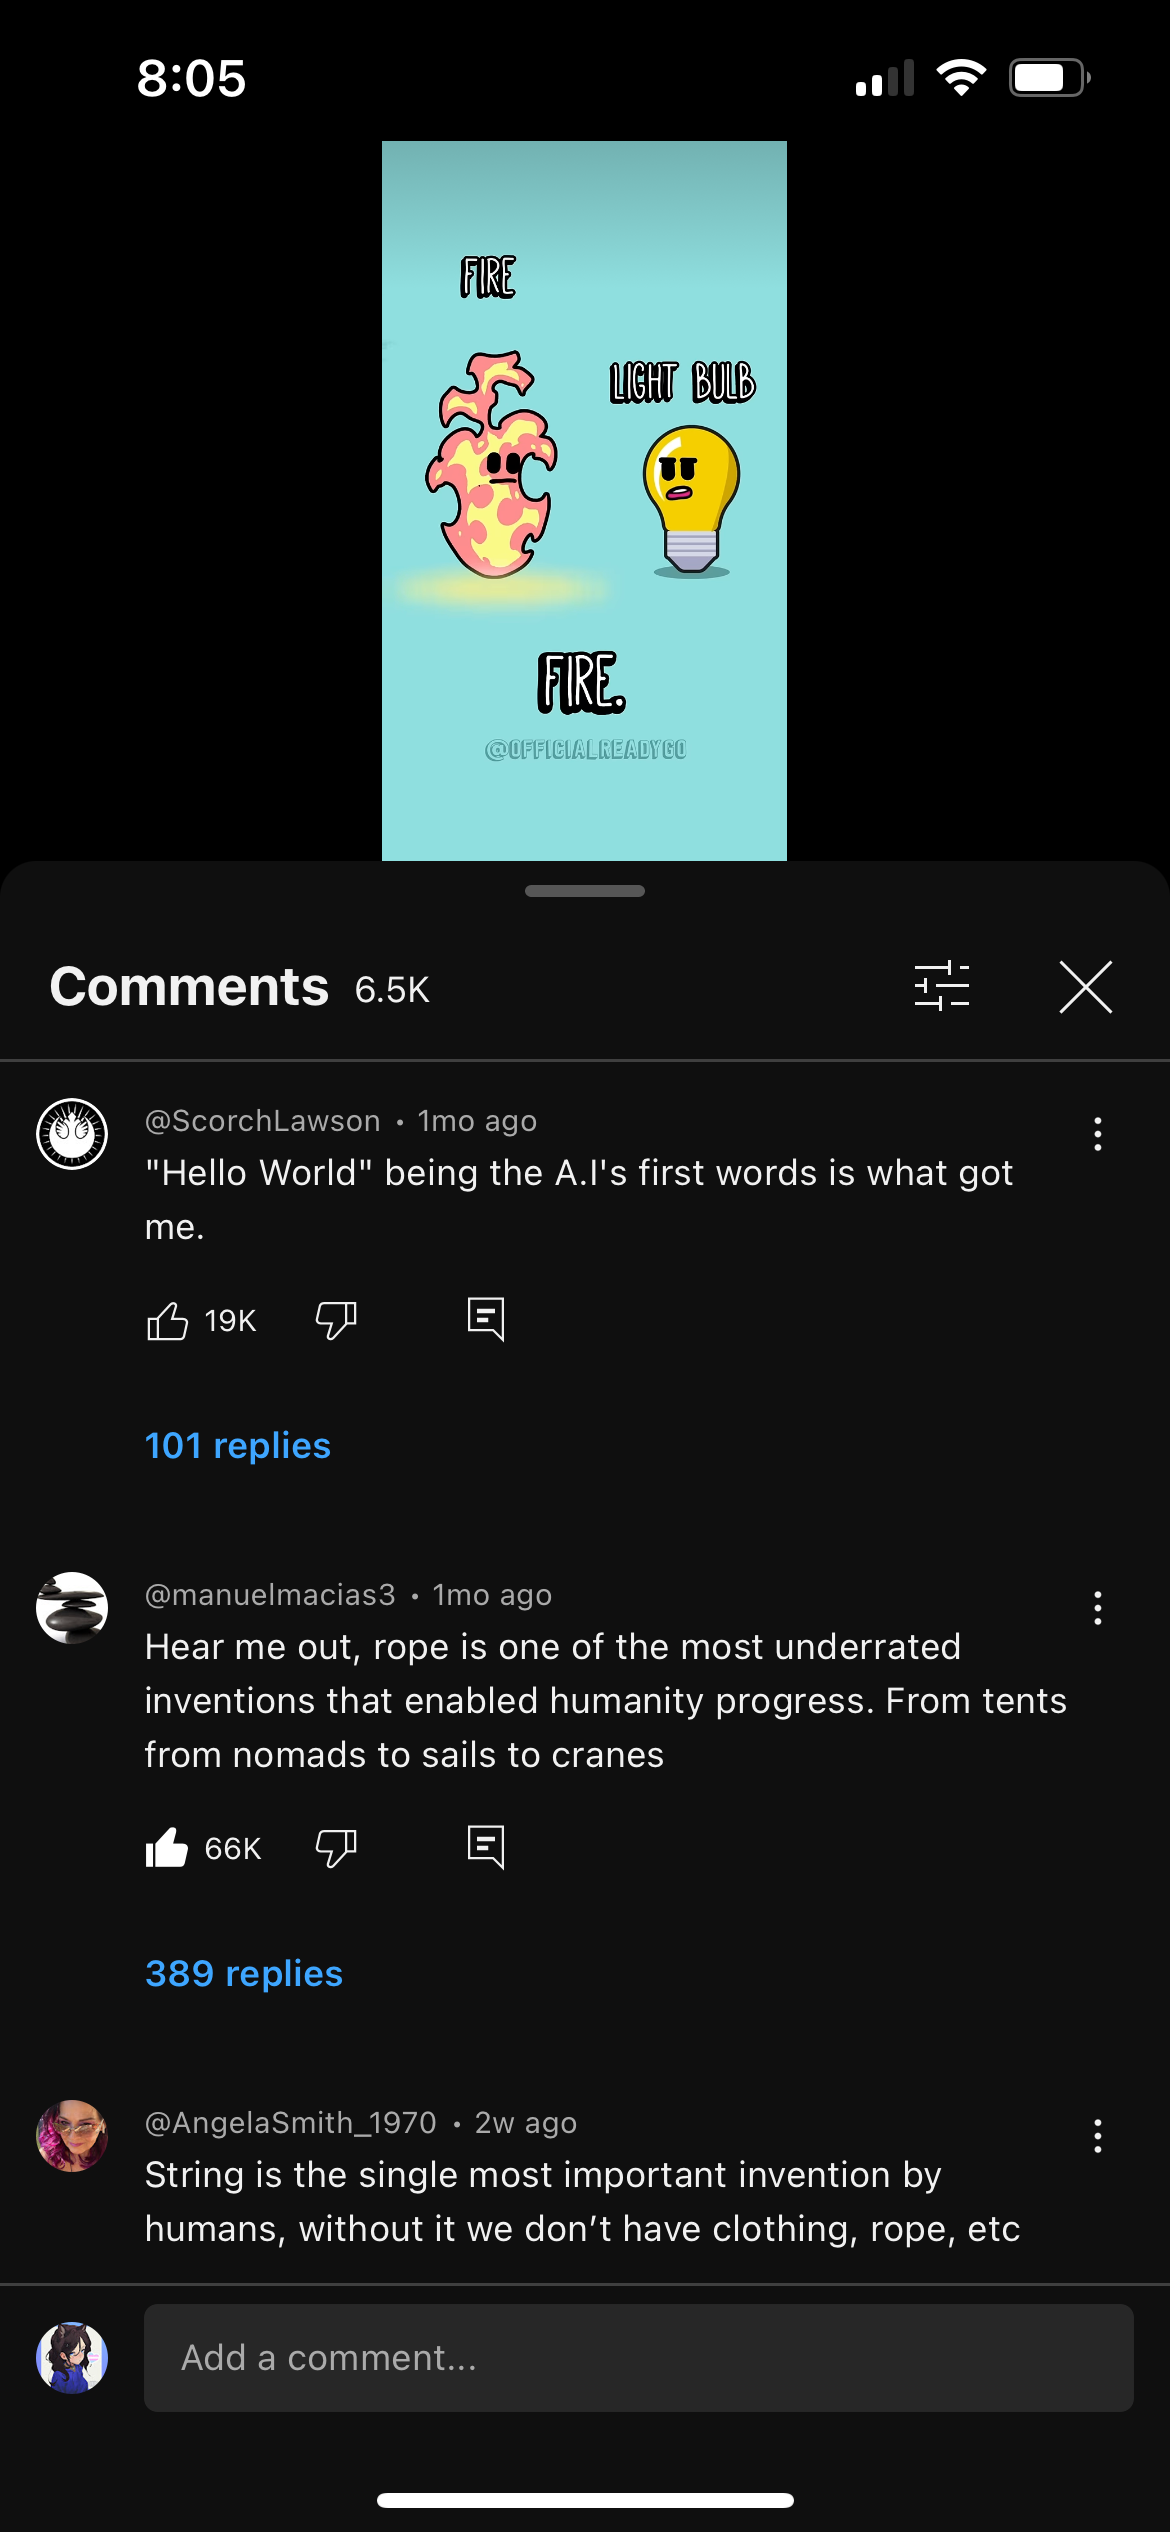 8:05
FIRE
LIGHT BULB
FIRE.
@OFFICIALREADYGO
Comments 6.5K
@ScorchLawson • 1mo ago
"Hello World" being the A.I's first words is what got
me.
19K
101 replies
@manuelmacias3 • 1mo ago
Hear me out, rope is one of the most underrated
inventions that enabled humanity progress. From tents
from nomads to sails to cranes
66K
389 replies
@AngelaSmith_1970 • 2w ago
String is the single most important invention by
humans, without it we don’t have clothing, rope, etc
Add a comment...